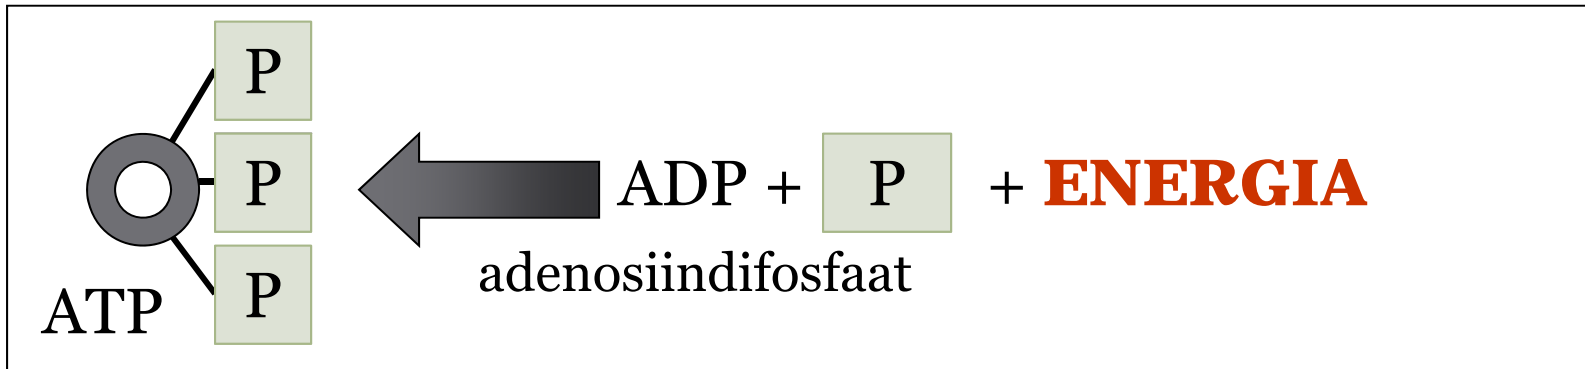 P
P
ADP + P + ENERGIA
adenosiindifosfaat
P
ATP